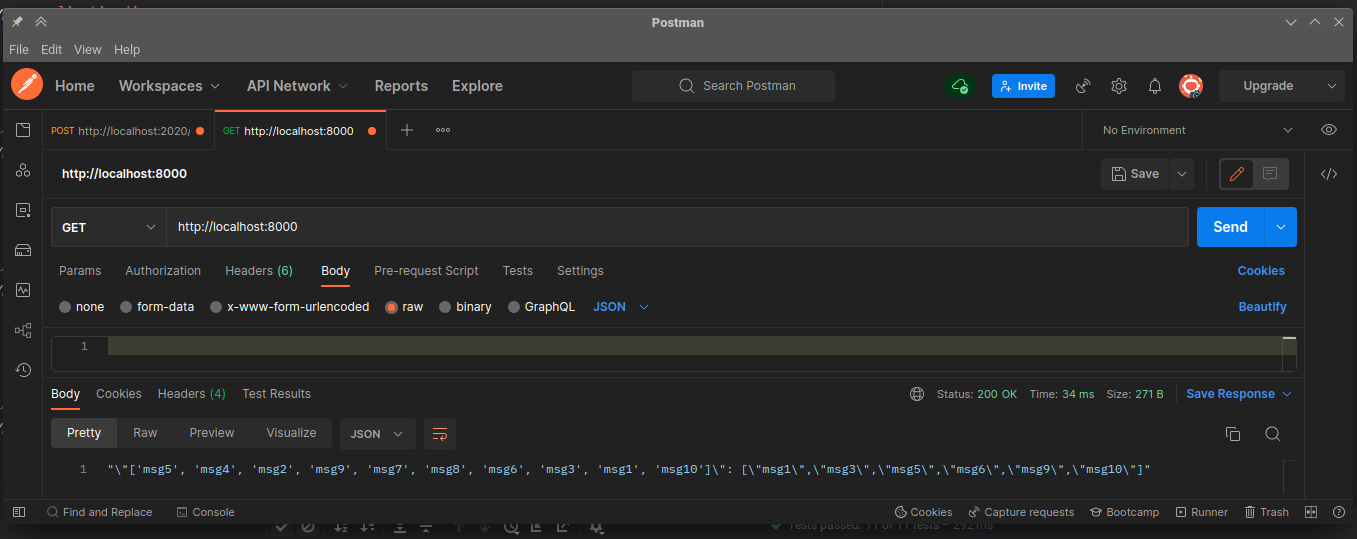 Postman
File Edit View Help
Home Workspaces API Network Reports Explore Search Postman Invite Upgrade
POST http://localhost:2020/ GET http://localhost:8000 + ooo No Environment
http://localhost:8000 Save </>
GET http://localhost:8000 Send
Params Authorization Headers (6) Body Pre-request Script Tests Settings Cookies
none form-data x-www-form-urlencoded raw binary GraphQL JSON Beautify
1
Body Cookies Headers (4) Test Results Status: 200 OK Time: 34 ms Size: 271 B Save Response
Pretty Raw Preview Visualize JSON
1 "\"['msg5', 'msg4', 'msg2', 'msg9', 'msg7', 'msg8', 'msg6', 'msg3', 'msg1', 'msg10']\": [\"msg1\",\"msg3\",\"msg5\",\"msg6\",\"msg9\",\"msg10\"]"
Find and Replace Console Cookies Capture requests Bootcamp Runner Trash
Tests passed: 11 of 11 tests – 292 ms